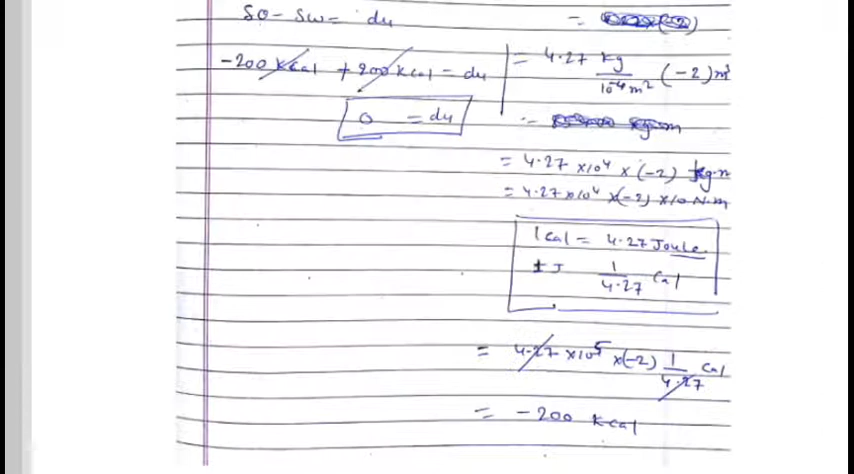 δQ - δW = du
-200 kcal + 200 kcal = du
0 = du
= 4.27 kg/10⁻⁴m² (-2) m³
= 4.27 × 10⁴ × (-2) kg-m
= 4.27 × 10⁴ × (-2) × 10 N.m
1 Cal = 4.27 Joule
1 J 1/4.27 Cal
= 4.27 × 10⁵ × (-2) 1/4.27 Cal
= -200 kcal